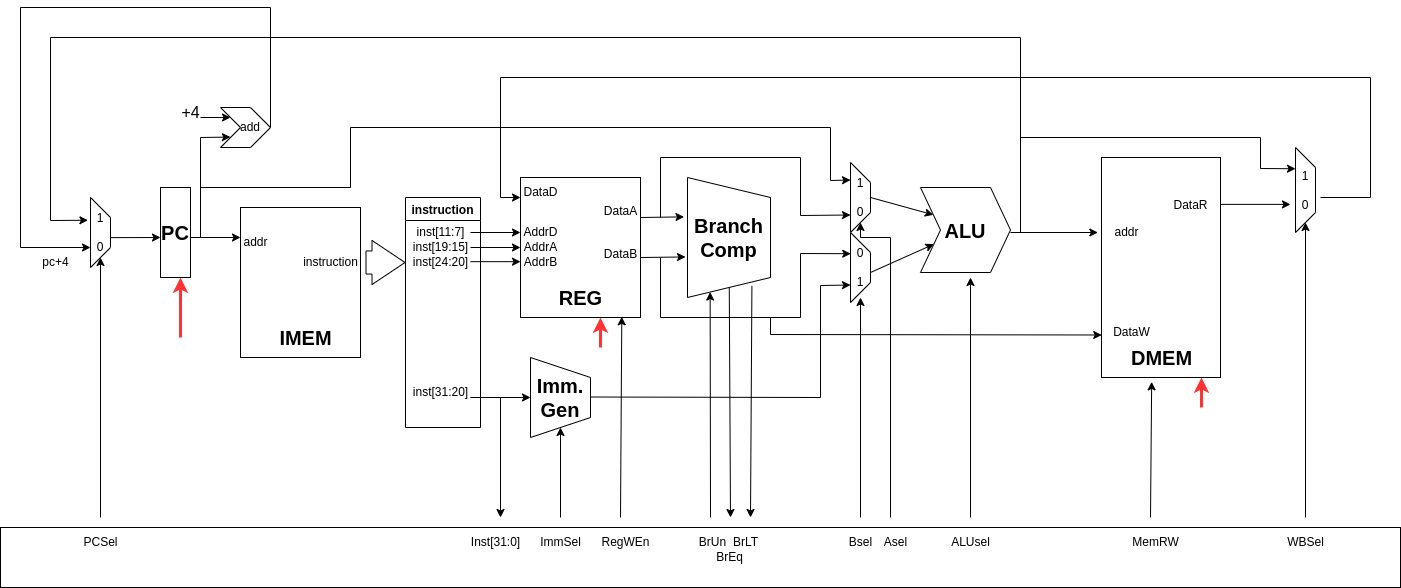 +4
add
1
0
pc+4
PC
addr
instruction
IMEM
instruction
inst[11:7]
inst[19:15]
inst[24:20]
inst[31:20]
DataD
DataA
AddrD
AddrA
DataB
AddrB
REG
Imm.
Gen
Branch
Comp
1
0
0
1
ALU
addr
DataR
DataW
DMEM
1
0
PCSel
Inst[31:0]
ImmSel
RegWEn
BrUn
BrLT
BrEq
Bsel
Asel
ALUsel
MemRW
WBSel